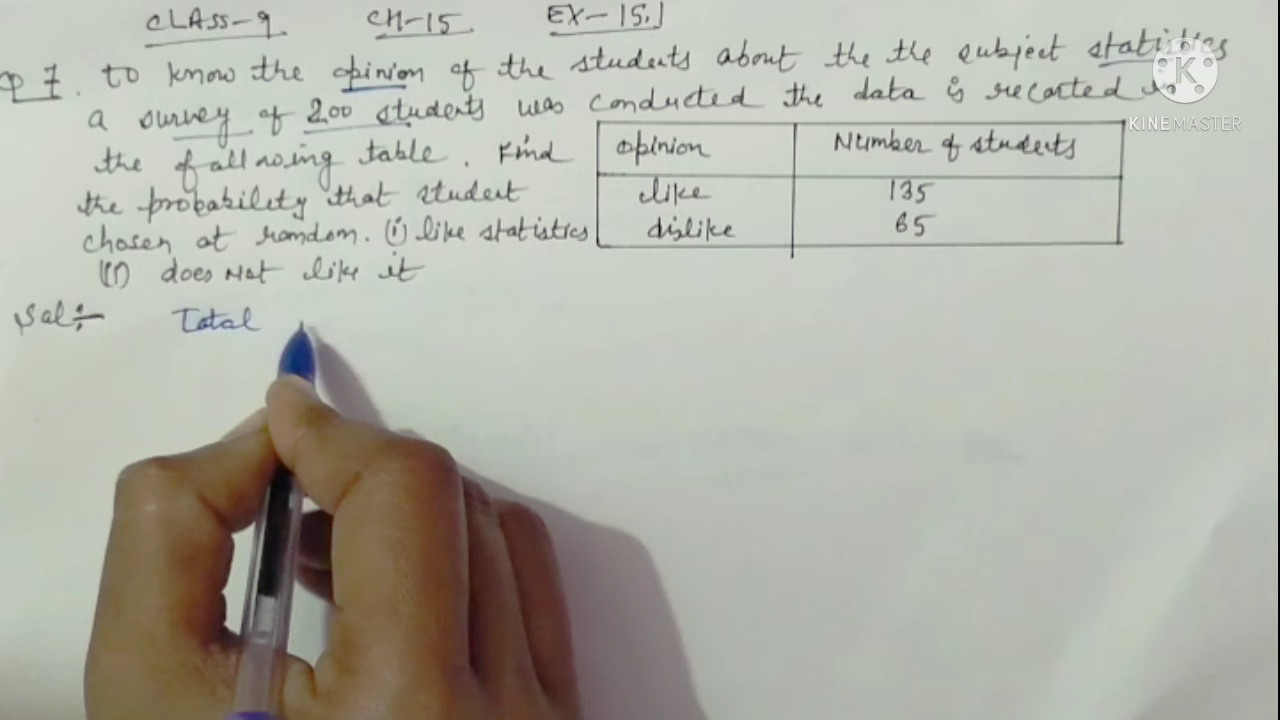 CLASS-9 CH-15 EX-15.1
Q7. To know the opinion of the students about the the subject statistics
a survey of 200 students was conducted the data is recorted in
the following table. Find
the probability that student
chosen at random. (i) like statistics
(ii) does not like it
opinion Number of students
like 135
dislike 65
Sol:-
Total
K
KINEMASTER